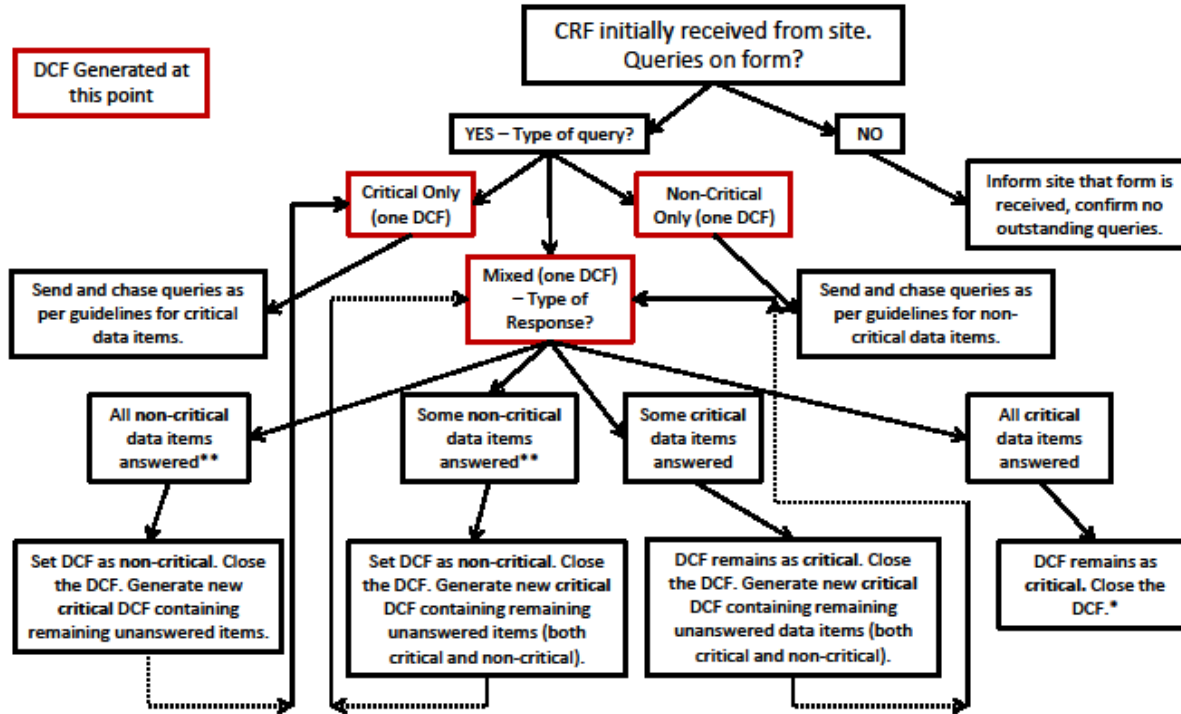 CRF initially received from site.
Queries on form?
DCF Generated at
this point
YES – Type of query?
NO
Critical Only
(one DCF)
Non-Critical
Only (one DCF)
Inform site that form is
received, confirm no
outstanding queries.
Mixed (one DCF)
– Type of
Response?
Send and chase queries as
per guidelines for critical
data items.
Send and chase queries as
per guidelines for non-
critical data items.
All non-critical
data items
answered**
Some non-critical
data items
answered**
Some critical
data items
answered
All critical
data items
answered
Set DCF as non-critical. Close
the DCF. Generate new
critical DCF containing
remaining unanswered items.
Set DCF as non-critical. Close
the DCF. Generate new critical
DCF containing remaining
unanswered items (both
critical and non-critical).
DCF remains as critical. Close
the DCF. Generate new critical
DCF containing remaining
unanswered data items (both
critical and non-critical).
DCF remains as
critical. Close the
DCF.*